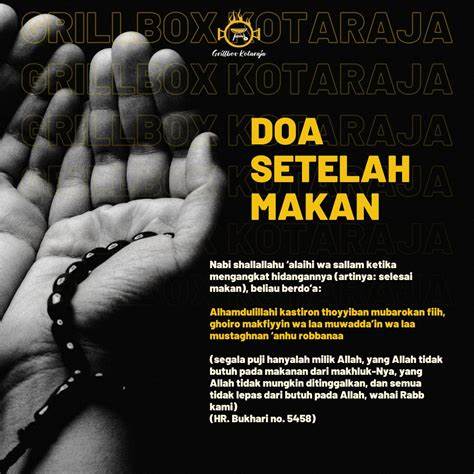 GRILLBOX KOTARAJA
Grillbox Kotaraja
GRILLBOX KOTARAJA
GRILLBOX KOTARAJA
DOA
SETELAH
MAKAN
Nabi shallallahu ‘alaihi wa sallam ketika
mengangkat hidangannya (artinya: selesai
makan), beliau berdo’a:
Alhamdulillahi kastiron thoyyiban mubarokan fiih,
ghoiro makfiyyin wa laa muwadda’in wa laa
mustaghnan ‘anhu robbanaa
(segala puji hanyalah milik Allah, yang Allah tidak
butuh pada makanan dari makhluk-Nya, yang
Allah tidak mungkin ditinggalkan, dan semua
tidak lepas dari butuh pada Allah, wahai Rabb
kami)
(HR. Bukhari no. 5458)